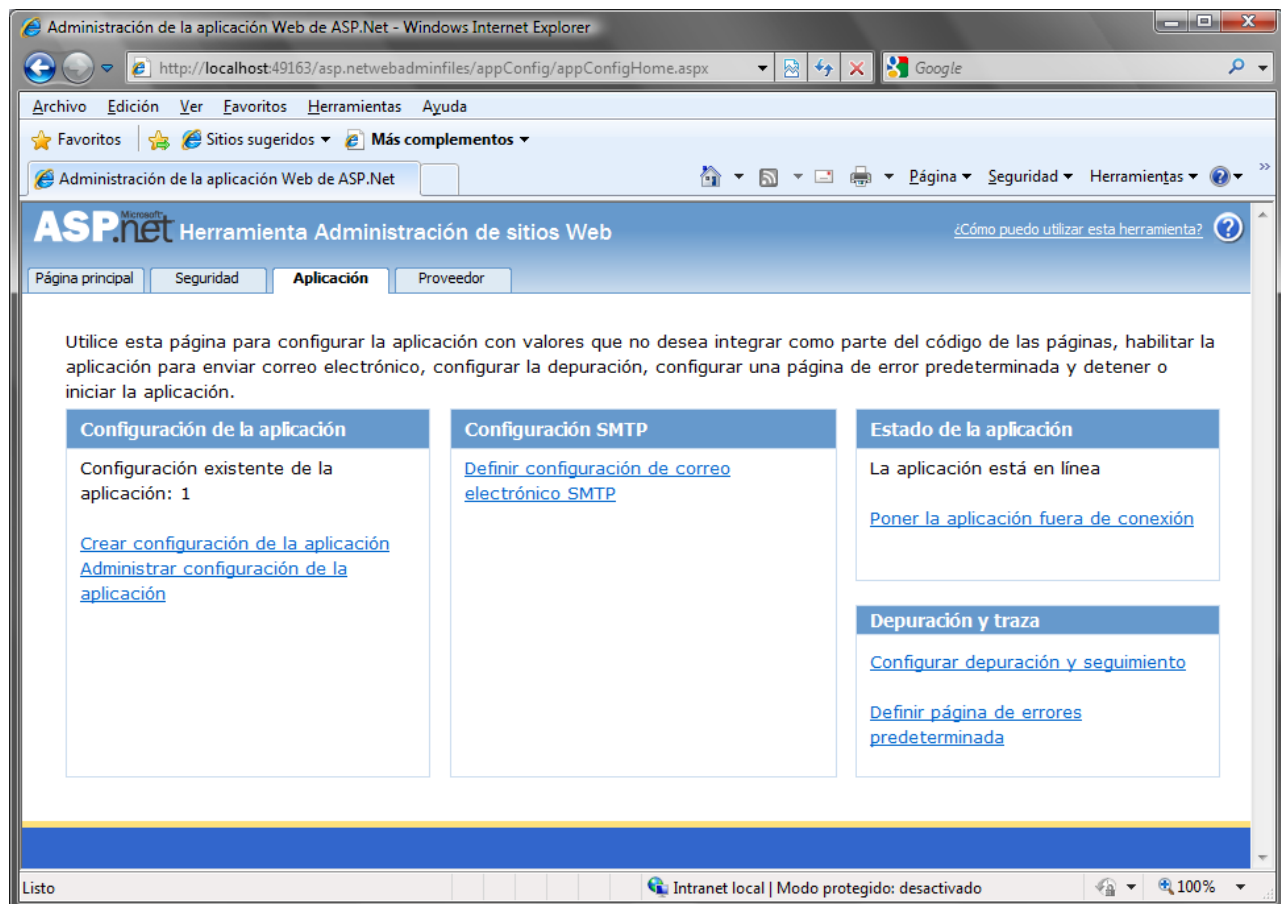 Administración de la aplicación Web de ASP.Net - Windows Internet Explorer
http://localhost:49163/asp.netwebadminfiles/appConfig/appConfigHome.aspx
Google
Archivo Edición Ver Favoritos Herramientas Ayuda
Favoritos Sitios sugeridos Más complementos
Administración de la aplicación Web de ASP.Net
Página Seguridad Herramientas
Microsoft
ASP.net Herramienta Administración de sitios Web
¿Cómo puedo utilizar esta herramienta?
Página principal Seguridad Aplicación Proveedor
Utilice esta página para configurar la aplicación con valores que no desea integrar como parte del código de las páginas, habilitar la
aplicación para enviar correo electrónico, configurar la depuración, configurar una página de error predeterminada y detener o
iniciar la aplicación.
Configuración de la aplicación
Configuración existente de la
aplicación: 1
Crear configuración de la aplicación
Administrar configuración de la
aplicación
Configuración SMTP
Definir configuración de correo
electrónico SMTP
Estado de la aplicación
La aplicación está en línea
Poner la aplicación fuera de conexión
Depuración y traza
Configurar depuración y seguimiento
Definir página de errores
predeterminada
Listo
Intranet local | Modo protegido: desactivado
100%